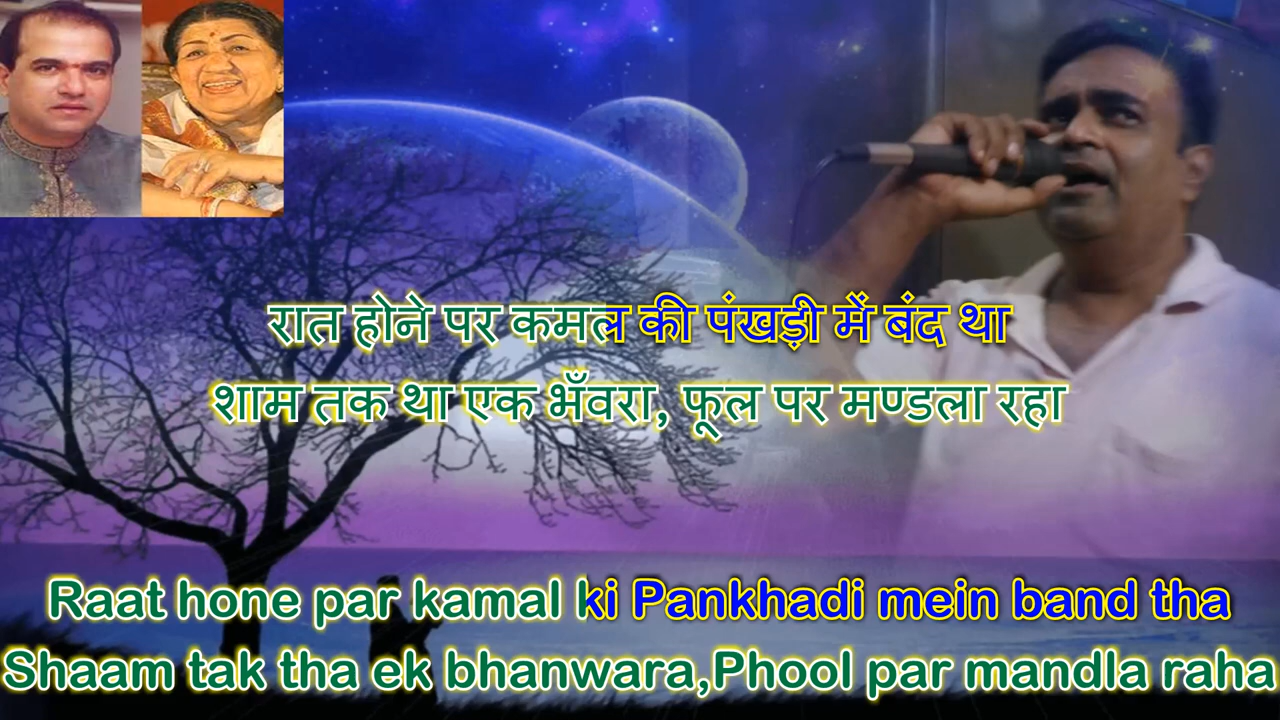 रात होने पर कमल की पंखड़ी में बंद था
शाम तक था एक भँवरा, फूल पर मण्डला रहा
Raat hone par kamal ki Pankhadi mein band tha
Shaam tak tha ek bhanwara,Phool par mandla raha